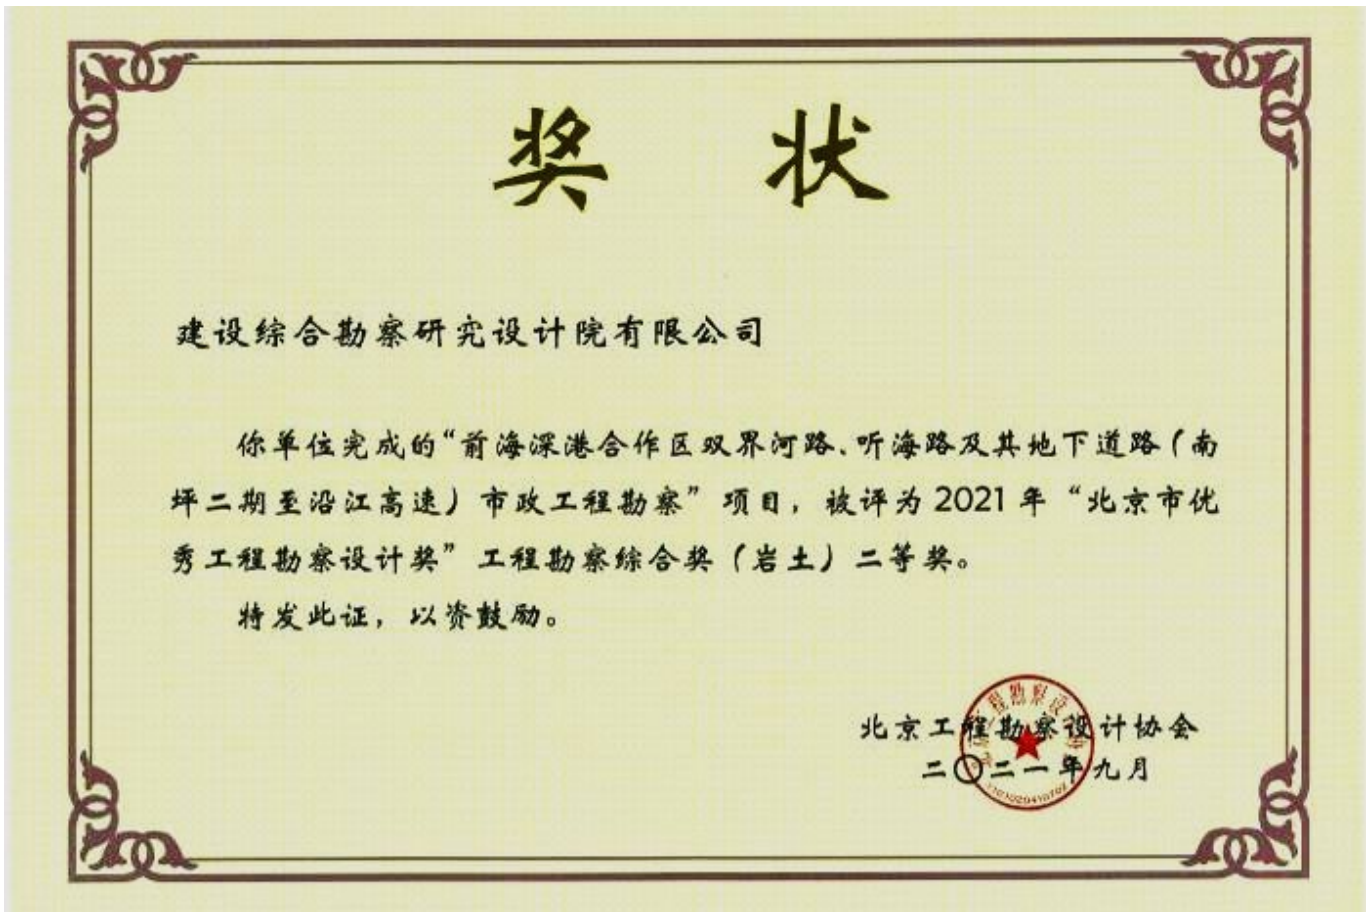 奖 状
建设综合勘察研究设计院有限公司
你单位完成的“前海深港合作区双界河路、听海路及其地下道路（南
坪二期至沿江高速）市政工程勘察”项目，被评为 2021 年“北京市优
秀工程勘察设计奖”工程勘察综合奖（岩土）二等奖。
特发此证，以资鼓励。
北京工程勘察设计协会
二〇二一年九月